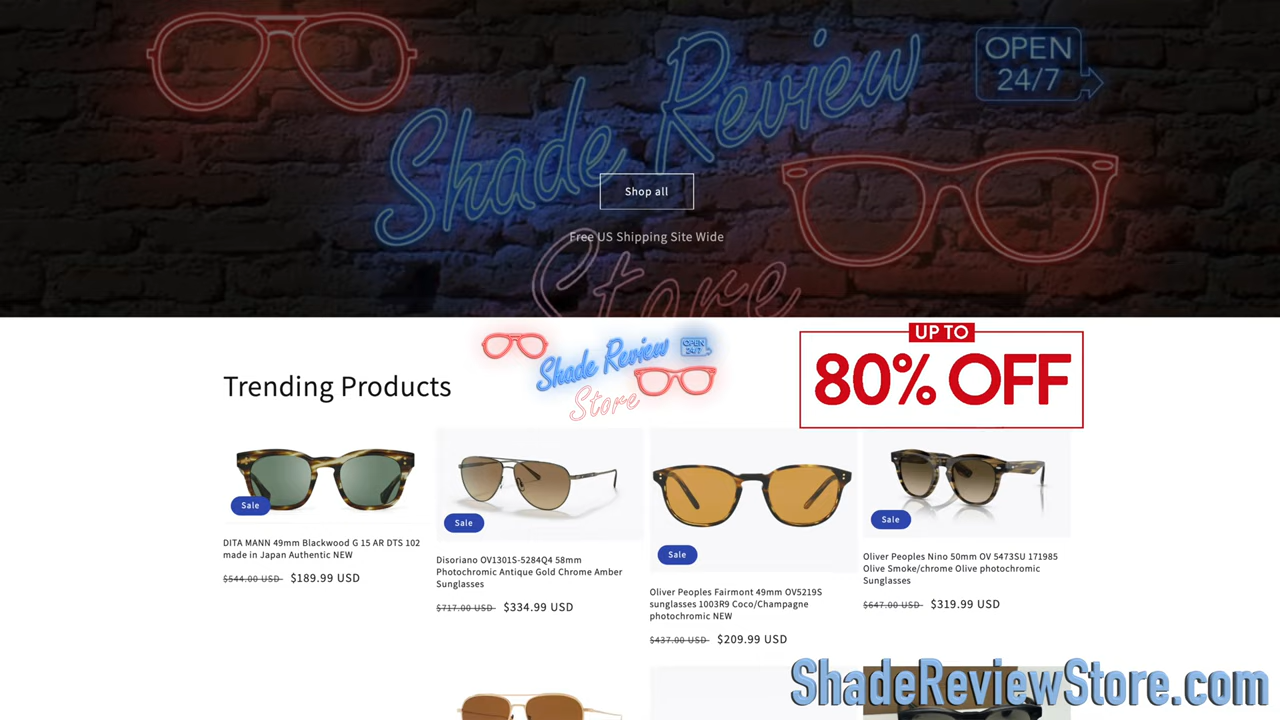 Shade Review
OPEN
24/7
Shop all
Free US Shipping Site Wide
Store
UP TO
80% OFF
Shade Review
OPEN
24/7
Store
Trending Products
Sale
Sale
Sale
Sale
DITA MANN 49mm Blackwood G 15 AR DTS 102
made in Japan Authentic NEW
$544.00 USD $189.99 USD
Disoriano OV1301S-5284Q4 58mm
Photochromic Antique Gold Chrome Amber
Sunglasses
$717.00 USD $334.99 USD
Oliver Peoples Fairmont 49mm OV5219S
sunglasses 1003R9 Coco/Champagne
photochromic NEW
$437.00 USD $209.99 USD
Oliver Peoples Nino 50mm OV 5473SU 171985
Olive Smoke/chrome Olive photochromic
Sunglasses
$647.00 USD $319.99 USD
ShadeReviewStore.com